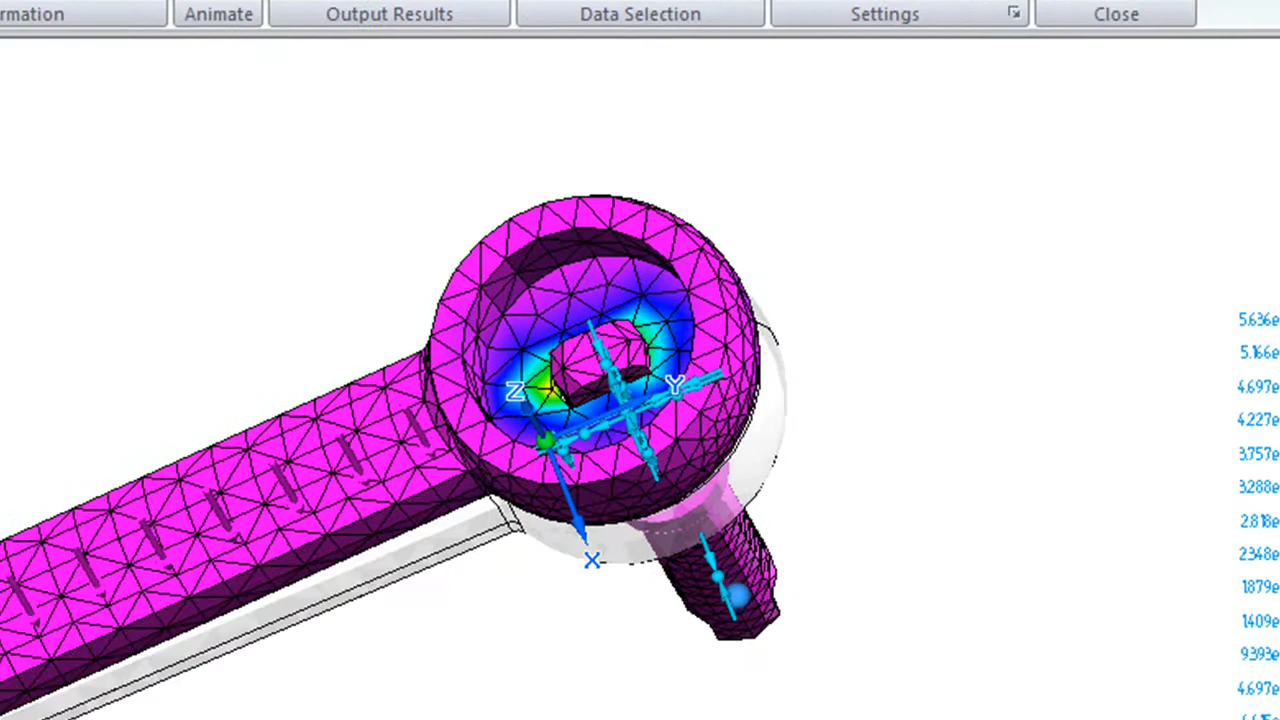 rmation Animate Output Results Data Selection Settings Close
5.636e
5.166e
4.697e
4.227e
3.757e
3.288e
2.818e
2.348e
1.879e
1.409e
9.393e
4.697e
Z
Y
X